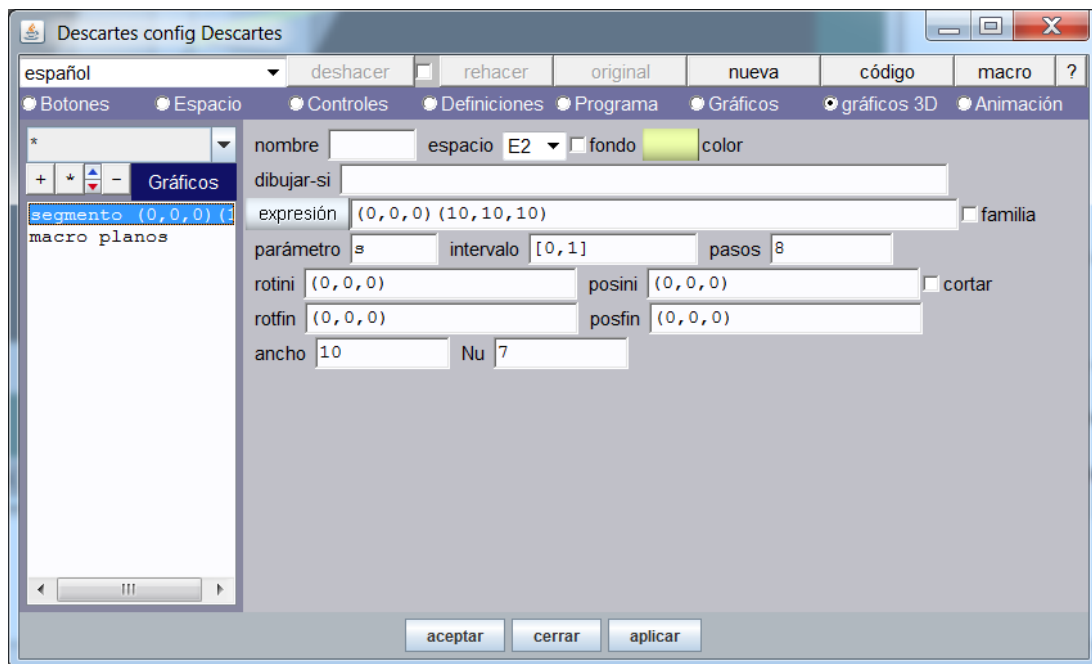 Descartes config Descartes
español deshacer rehacer original nueva código macro ?
Botones Espacio Controles Definiciones Programa Gráficos gráficos 3D Animación
* nombre espacio E2 fondo color
+ * - Gráficos dibujar-si
segmento (0,0,0)(1 expresión (0,0,0)(10,10,10) familia
macro planos parámetro s intervalo [0,1] pasos 8
rotini (0,0,0) posini (0,0,0) cortar
rotfin (0,0,0) posfin (0,0,0)
ancho 10 Nu 7
aceptar cerrar aplicar